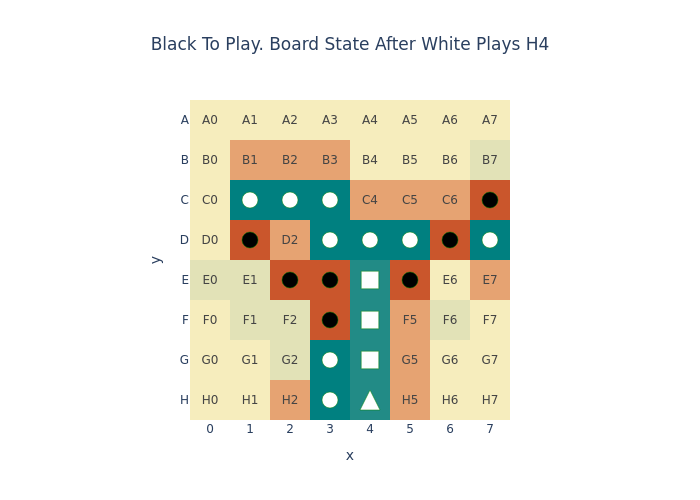 Black To Play. Board State After White Plays H4
A A0 A1 A2 A3 A4 A5 A6 A7
B B0 B1 B2 B3 B4 B5 B6 B7
C C0 C4 C5 C6
D D0 D2
E E0 E1 E6 E7
F F0 F1 F2 F5 F6 F7
G G0 G1 G2 G5 G6 G7
H H0 H1 H2 H5 H6 H7
0 1 2 3 4 5 6 7
x
y